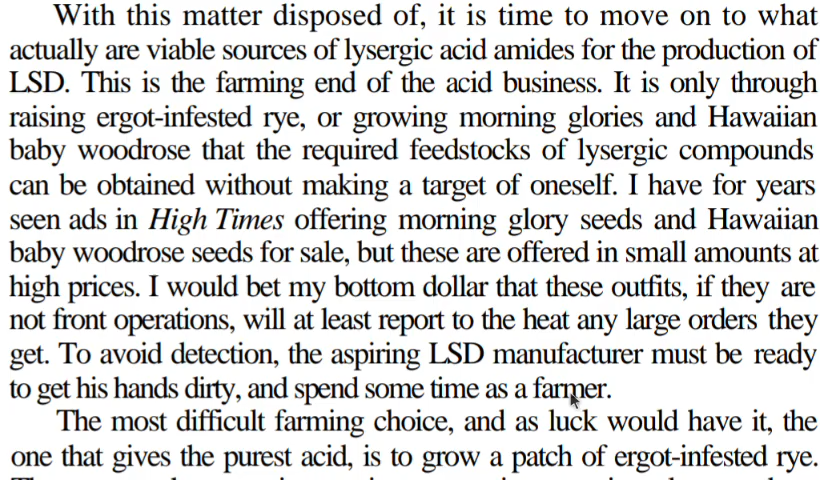 With this matter disposed of, it is time to move on to what
actually are viable sources of lysergic acid amides for the production of
LSD. This is the farming end of the acid business. It is only through
raising ergot-infested rye, or growing morning glories and Hawaiian
baby woodrose that the required feedstocks of lysergic compounds
can be obtained without making a target of oneself. I have for years
seen ads in High Times offering morning glory seeds and Hawaiian
baby woodrose seeds for sale, but these are offered in small amounts at
high prices. I would bet my bottom dollar that these outfits, if they are
not front operations, will at least report to the heat any large orders they
get. To avoid detection, the aspiring LSD manufacturer must be ready
to get his hands dirty, and spend some time as a farmer.
The most difficult farming choice, and as luck would have it, the
one that gives the purest acid, is to grow a patch of ergot-infested rye.